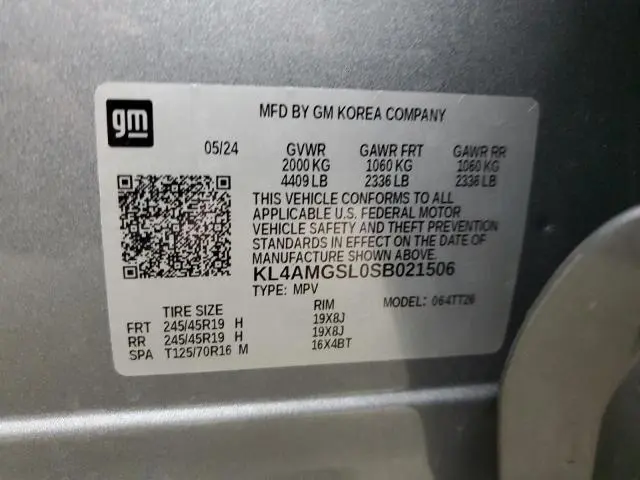 gm
MFD BY GM KOREA COMPANY
05/24 GVWR GAWR FRT GAWR RR
2000 KG 1060 KG 1060 KG
4409 LB 2336 LB 2336 LB
THIS VEHICLE CONFORMS TO ALL
APPLICABLE U.S. FEDERAL MOTOR
VEHICLE SAFETY AND THEFT PREVENTION
STANDARDS IN EFFECT ON THE DATE OF
MANUFACTURE SHOWN ABOVE.
KL4AMGSL0SB021506
TYPE: MPV MODEL: 064TT26
TIRE SIZE RIM
FRT 245/45R19 H 19X8J
RR 245/45R19 H 19X8J
SPA T125/70R16 M 16X4BT